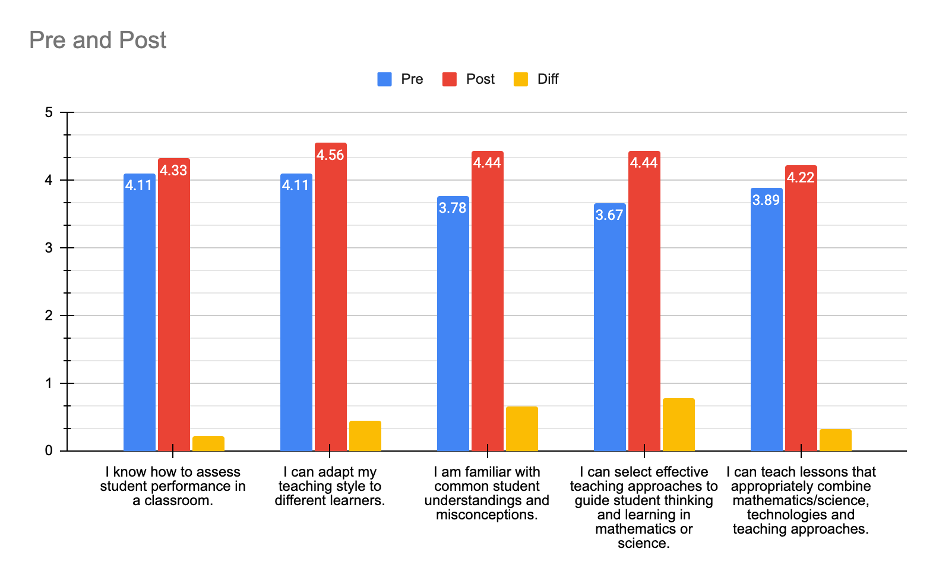 Pre and Post
Pre Post Diff
5
4
3
2
1
0
4.11
4.33
4.11
4.56
3.78
4.44
3.67
4.44
3.89
4.22
I know how to assess
student performance in
a classroom.
I can adapt my
teaching style to
different learners.
I am familiar with
common student
understandings and
misconceptions.
I can select effective
teaching approaches to
guide student thinking
and learning in
mathematics or
science.
I can teach lessons that
appropriately combine
mathematics/science,
technologies and
teaching approaches.